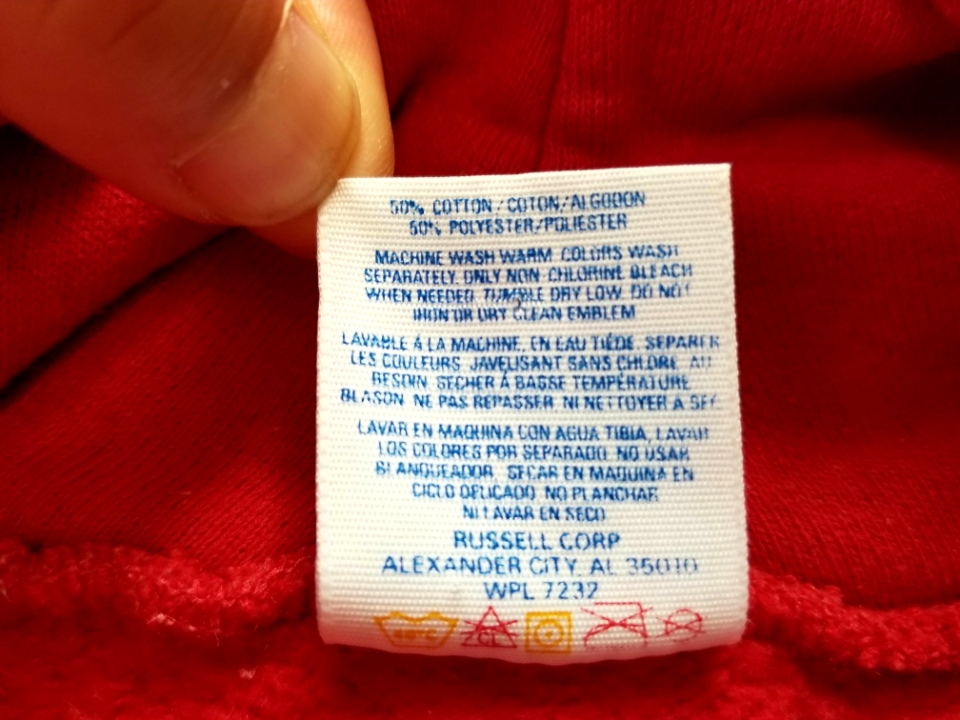 50% COTTON/COTON/ALGODON
50% POLYESTER/POLIESTER
MACHINE WASH WARM COLORS WASH
SEPARATELY. ONLY NON-CHLORINE BLEACH
WHEN NEEDED. TUMBLE DRY LOW. DO NOT
IRON OR DRY CLEAN EMBLEM
LAVABLE À LA MACHINE, EN EAU TIÉDE. SEPARER
LES COULEURS. JAVELISANT SANS CHLORE, AU
BESOIN. SECHER À BASSE TEMPÉRATURE
BLASON NE PAS REPASSER, NI NETTOYER A SEC
LAVAR EN MAQUINA CON AGUA TIBIA, LAVAR
LOS COLORES POR SEPARADO. NO USAR
BLANQUEADOR. SECAR EN MAQUINA EN
CICLO DELICADO. NO PLANCHAR
NI LAVAR EN SECO
RUSSELL CORP
ALEXANDER CITY, AL 35010
WPL 7232
40°C CL